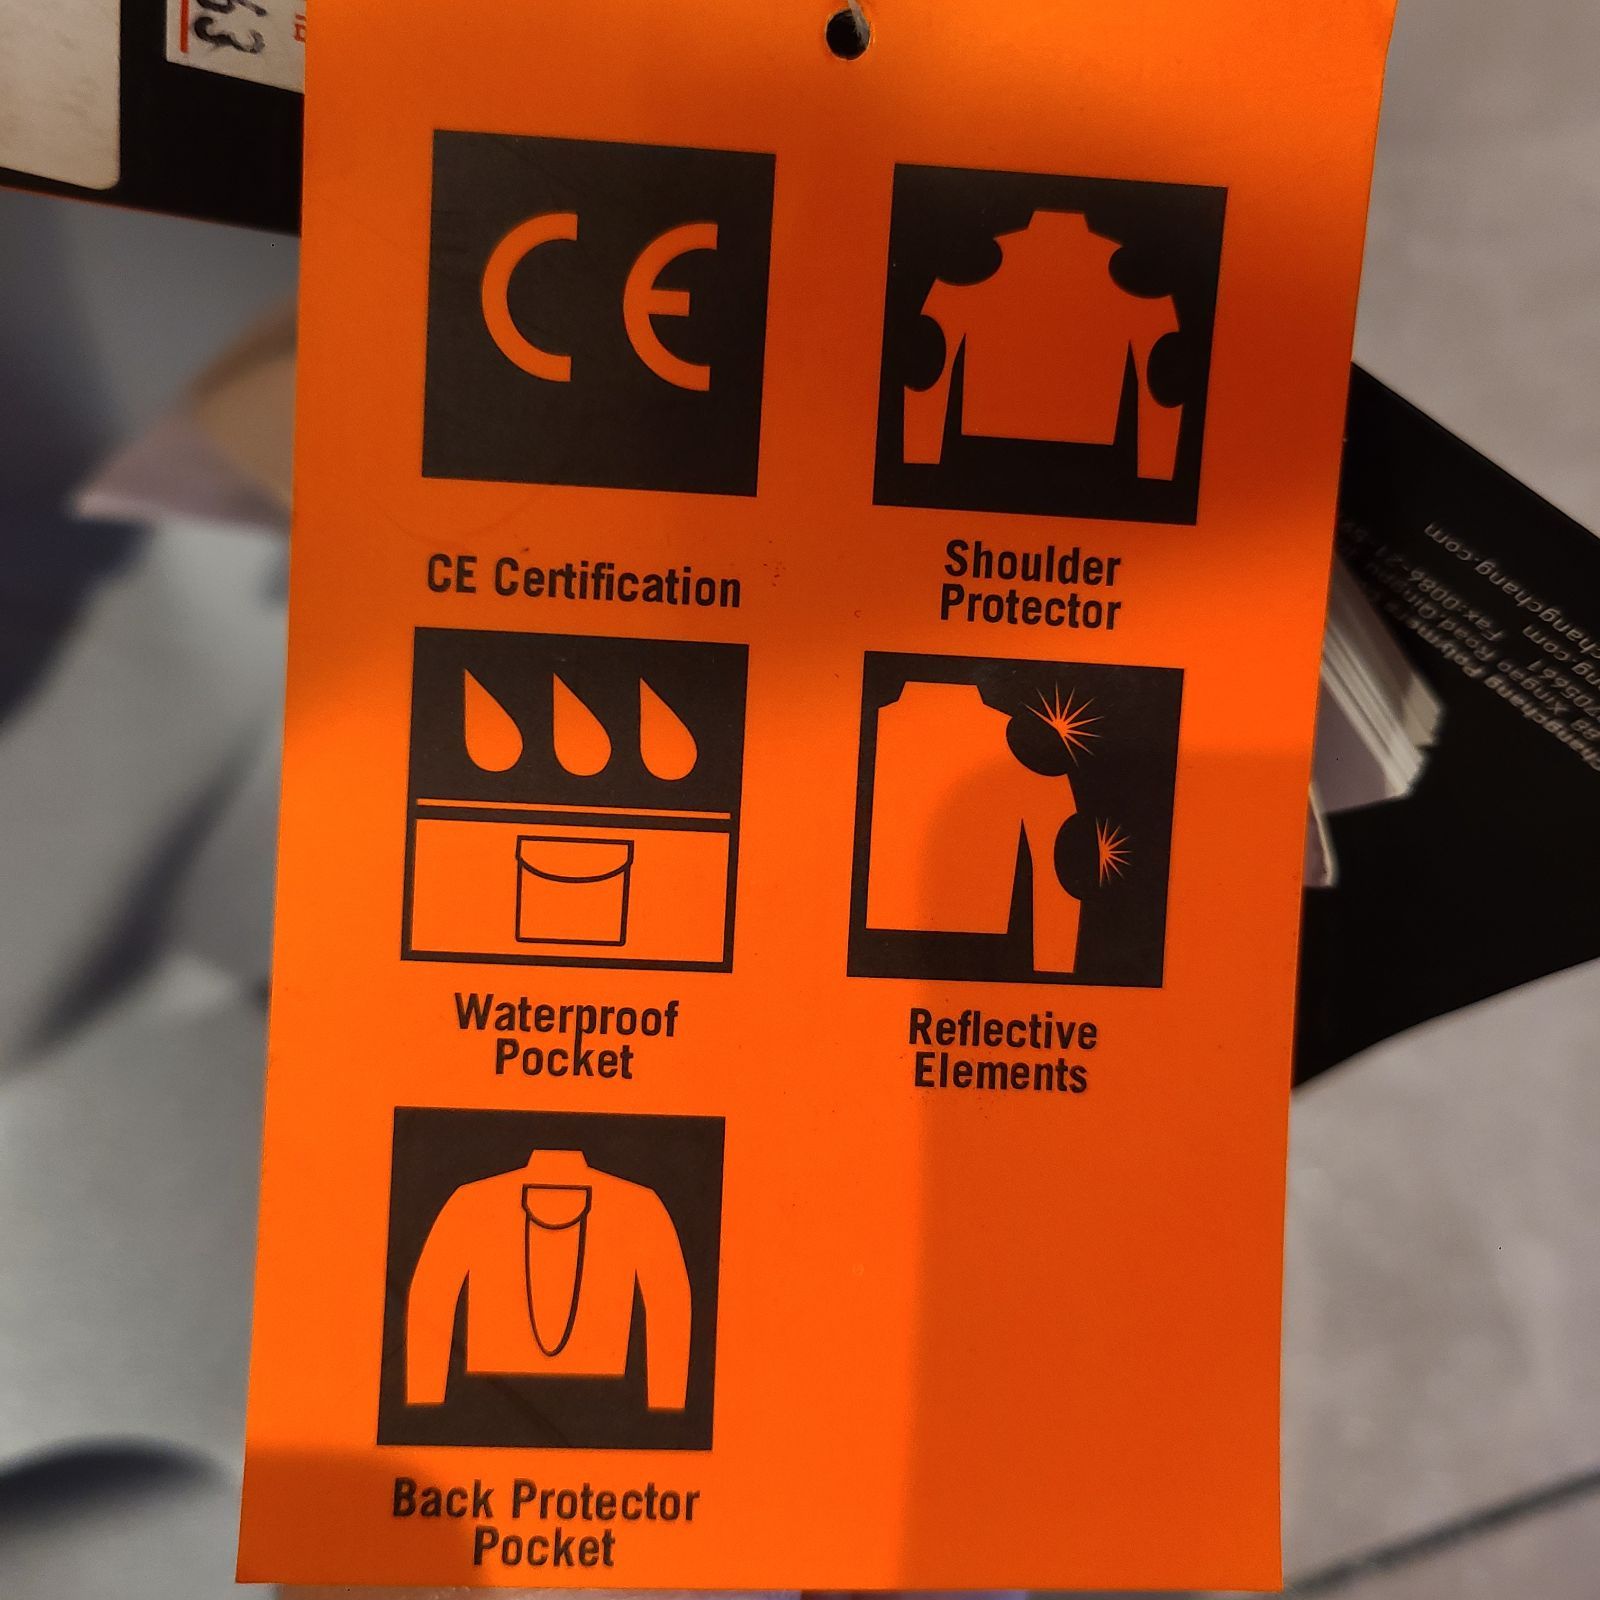 CE
CE Certification
Shoulder
Protector
Waterproof
Pocket
Reflective
Elements
Back Protector
Pocket